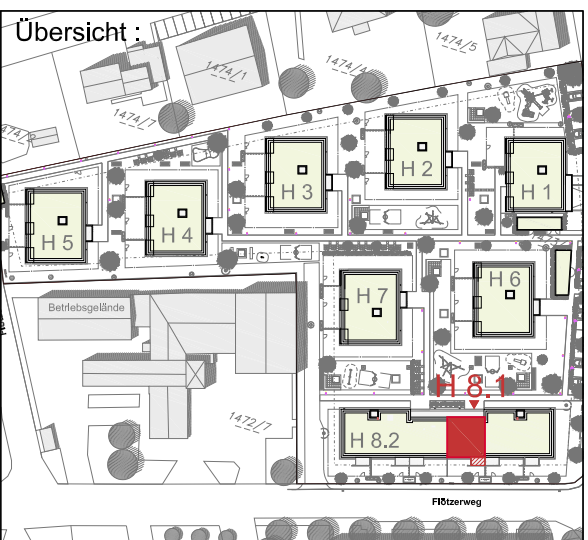 Übersicht :
1474/5
1474/1
1474/4
1474/7
H 2
H 3
H 1
H 4
H 5
H 6
H 7
Betriebsgelände
H 8.1
1472/7
H 8.2
Flötzerweg